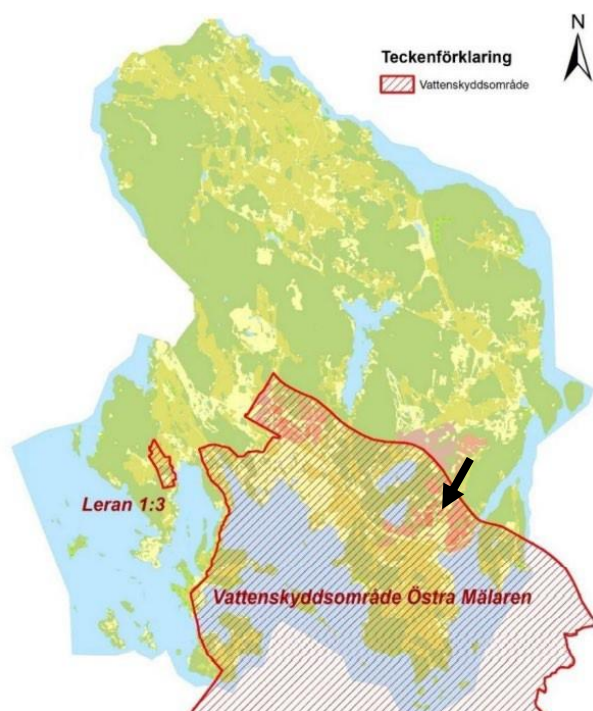 N
Teckenförklaring
Vattenskyddsområde
Leran 1:3
Vattenskyddsområde Östra Mälaren